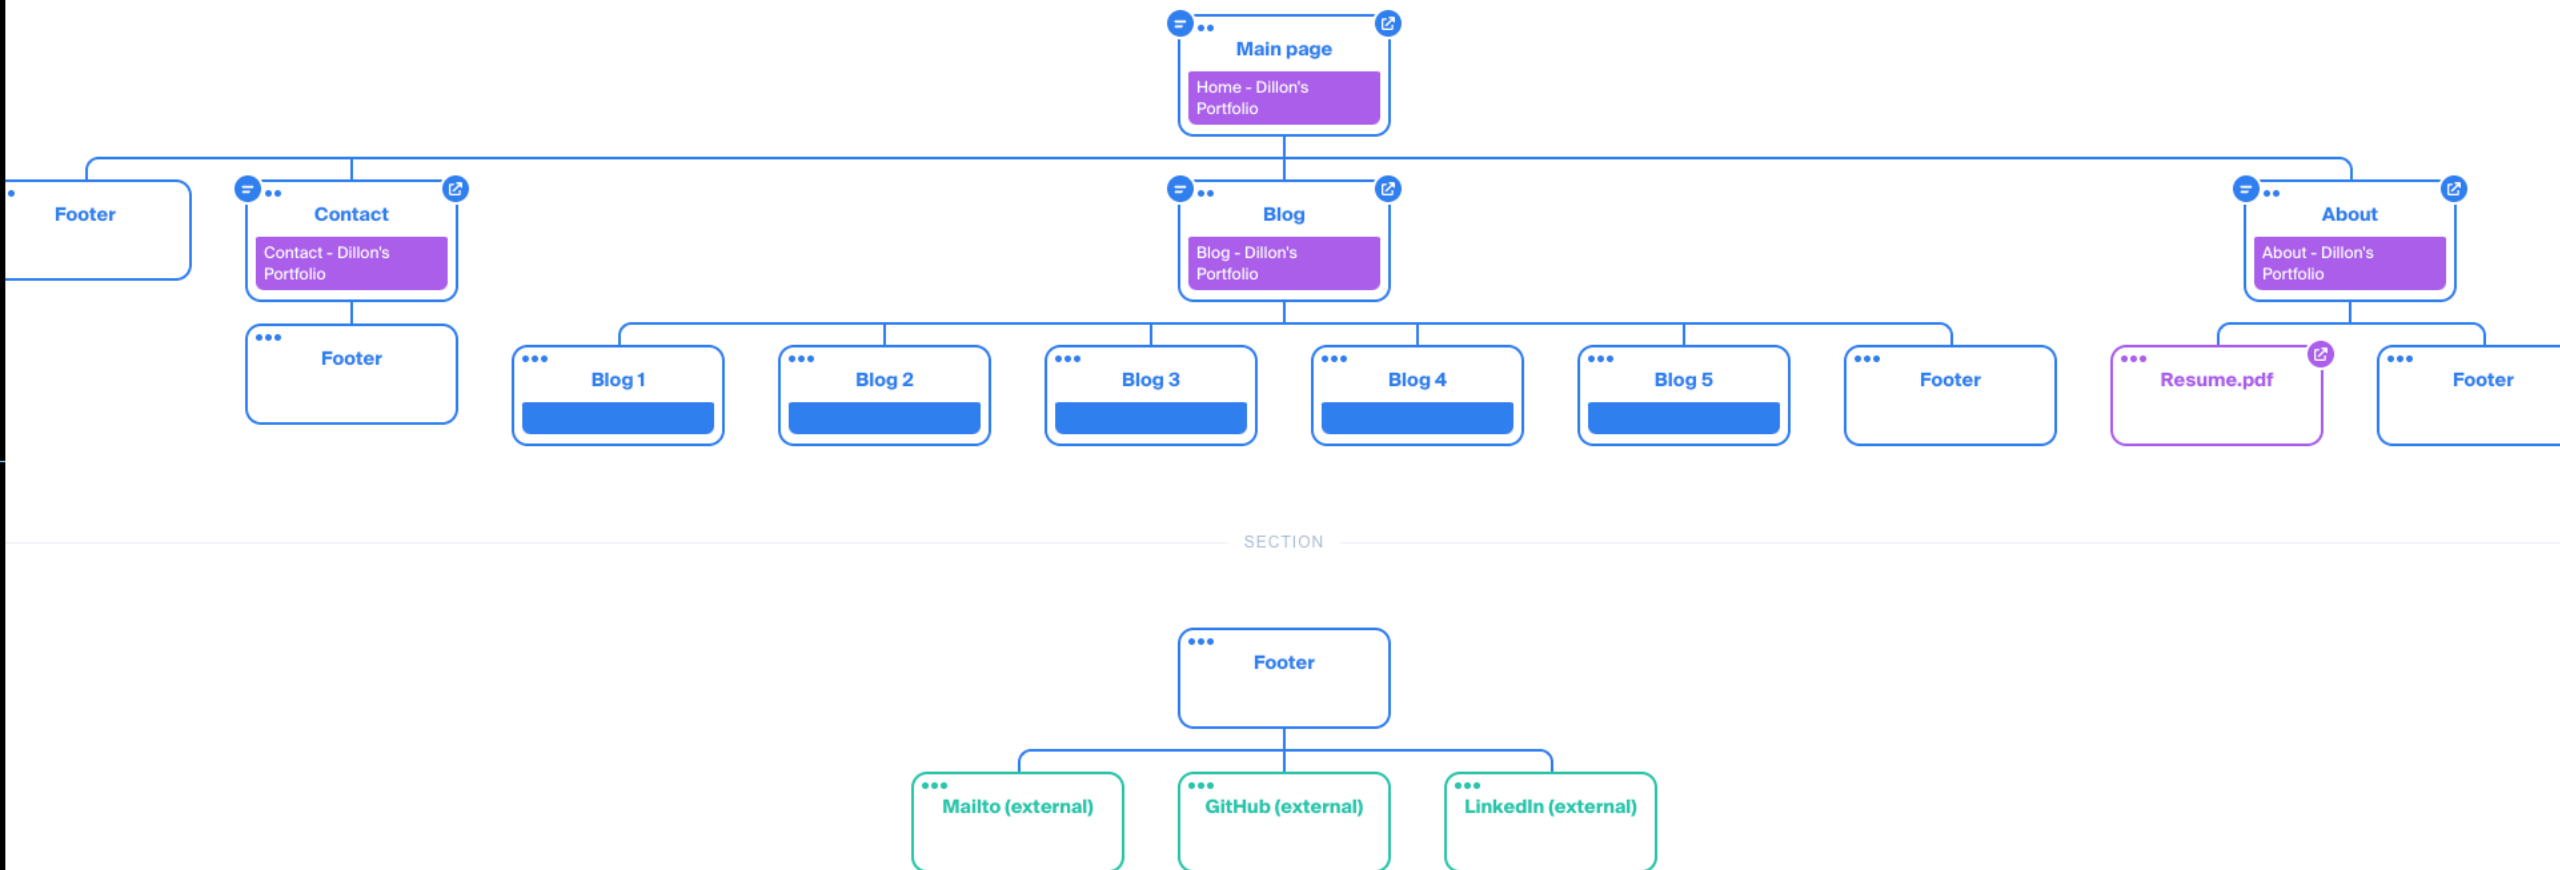 Main page
Home - Dillon's
Portfolio
Footer
Contact
Contact - Dillon's
Portfolio
Blog
Blog - Dillon's
Portfolio
About
About - Dillon's
Portfolio
Footer
Blog 1
Blog 2
Blog 3
Blog 4
Blog 5
Footer
Resume.pdf
Footer
SECTION
Footer
Mailto (external)
GitHub (external)
LinkedIn (external)